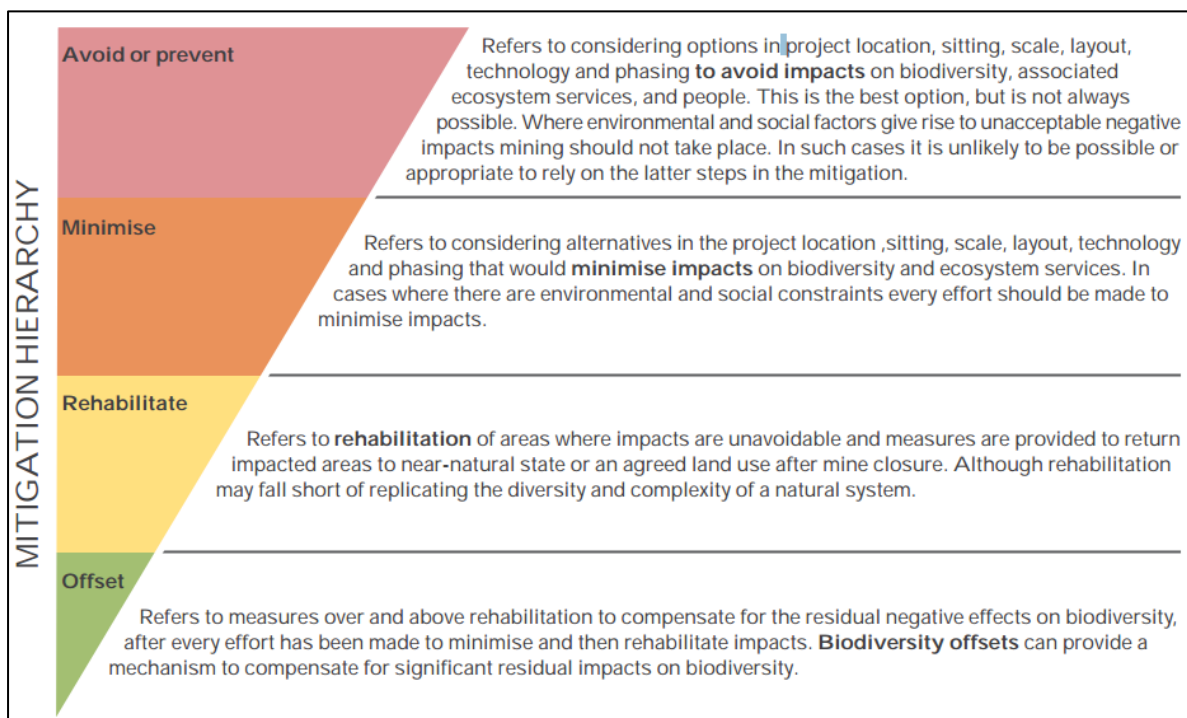 MITIGATION HIERARCHY
Avoid or prevent
Refers to considering options in project location, sitting, scale, layout,
technology and phasing to avoid impacts on biodiversity, associated
ecosystem services, and people. This is the best option, but is not always
possible. Where environmental and social factors give rise to unacceptable negative
impacts mining should not take place. In such cases it is unlikely to be possible or
appropriate to rely on the latter steps in the mitigation.
Minimise
Refers to considering alternatives in the project location ,sitting, scale, layout, technology
and phasing that would minimise impacts on biodiversity and ecosystem services. In
cases where there are environmental and social constraints every effort should be made to
minimise impacts.
Rehabilitate
Refers to rehabilitation of areas where impacts are unavoidable and measures are provided to return
impacted areas to near-natural state or an agreed land use after mine closure. Although rehabilitation
may fall short of replicating the diversity and complexity of a natural system.
Offset
Refers to measures over and above rehabilitation to compensate for the residual negative effects on biodiversity,
after every effort has been made to minimise and then rehabilitate impacts. Biodiversity offsets can provide a
mechanism to compensate for significant residual impacts on biodiversity.